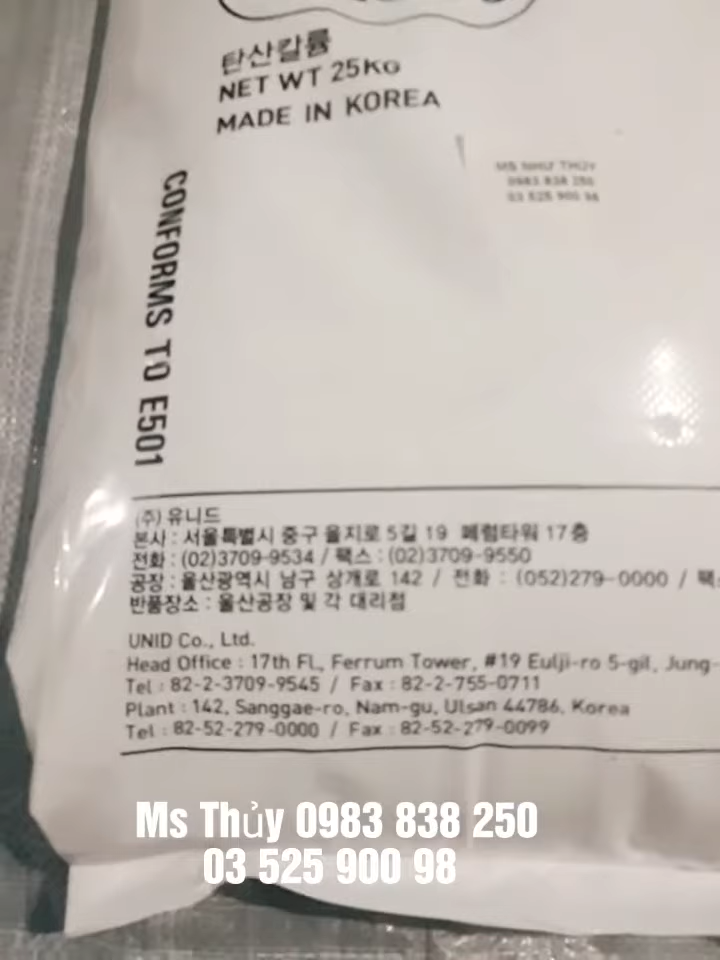 탄산칼륨
NET WT 25KG
MADE IN KOREA
MS NHƯ THỦY
0983 838 250
03 525 900 98
CONFORMS TO E501
(주) 유니드
본사 : 서울특별시 중구 을지로 5길 19 페럼타워 17층
전화 : (02)3709-9534 / 팩스 : (02)3709-9550
공장 : 울산광역시 남구 상개로 142 / 전화 : (052)279-0000 / 팩
반품장소 : 울산공장 및 각 대리점
UNID Co., Ltd.
Head Office : 17th FL, Ferrum Tower, #19 Eulji-ro 5-gil, Jung-
Tel : 82-2-3709-9545 / Fax : 82-2-755-0711
Plant : 142, Sanggae-ro, Nam-gu, Ulsan 44786, Korea
Tel : 82-52-279-0000 / Fax : 82-52-279-0099
Ms Thủy 0983 838 250
03 525 900 98